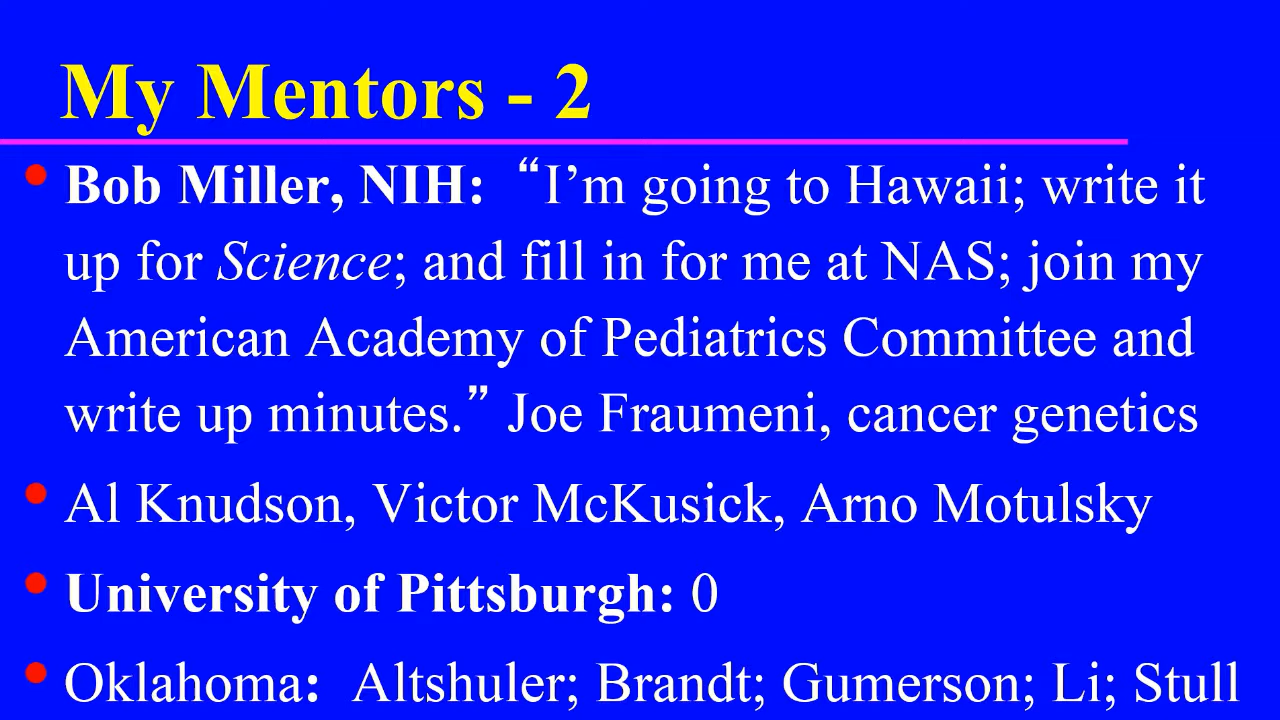 My Mentors - 2
• Bob Miller, NIH: “I’m going to Hawaii; write it
up for Science; and fill in for me at NAS; join my
American Academy of Pediatrics Committee and
write up minutes.” Joe Fraumeni, cancer genetics
• Al Knudson, Victor McKusick, Arno Motulsky
• University of Pittsburgh: 0
• Oklahoma: Altshuler; Brandt; Gumerson; Li; Stull